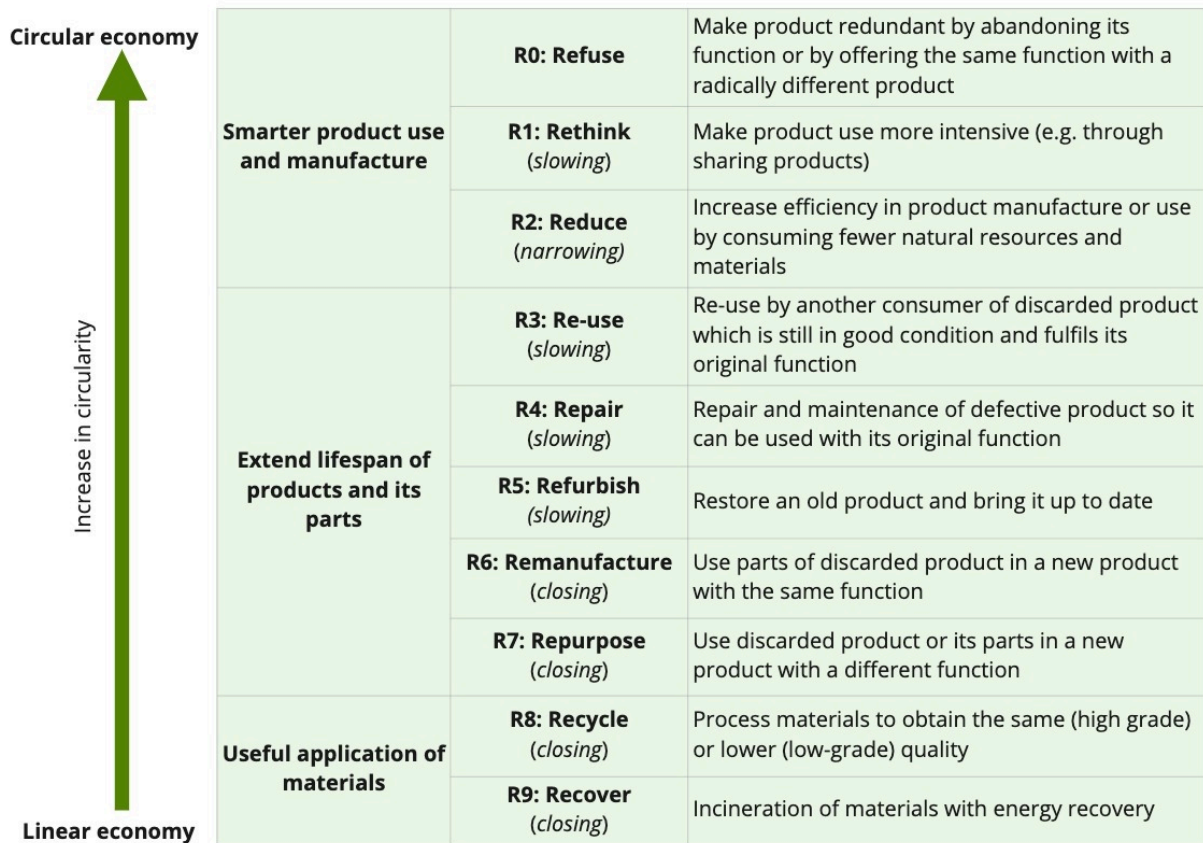 Circular economy
Increase in circularity
Linear economy
Smarter product use
and manufacture
R0: Refuse
Make product redundant by abandoning its
function or by offering the same function with a
radically different product
R1: Rethink
(slowing)
Make product use more intensive (e.g. through
sharing products)
R2: Reduce
(narrowing)
Increase efficiency in product manufacture or use
by consuming fewer natural resources and
materials
Extend lifespan of
products and its
parts
R3: Re-use
(slowing)
Re-use by another consumer of discarded product
which is still in good condition and fulfils its
original function
R4: Repair
(slowing)
Repair and maintenance of defective product so it
can be used with its original function
R5: Refurbish
(slowing)
Restore an old product and bring it up to date
R6: Remanufacture
(closing)
Use parts of discarded product in a new product
with the same function
R7: Repurpose
(closing)
Use discarded product or its parts in a new
product with a different function
Useful application of
materials
R8: Recycle
(closing)
Process materials to obtain the same (high grade)
or lower (low-grade) quality
R9: Recover
(closing)
Incineration of materials with energy recovery